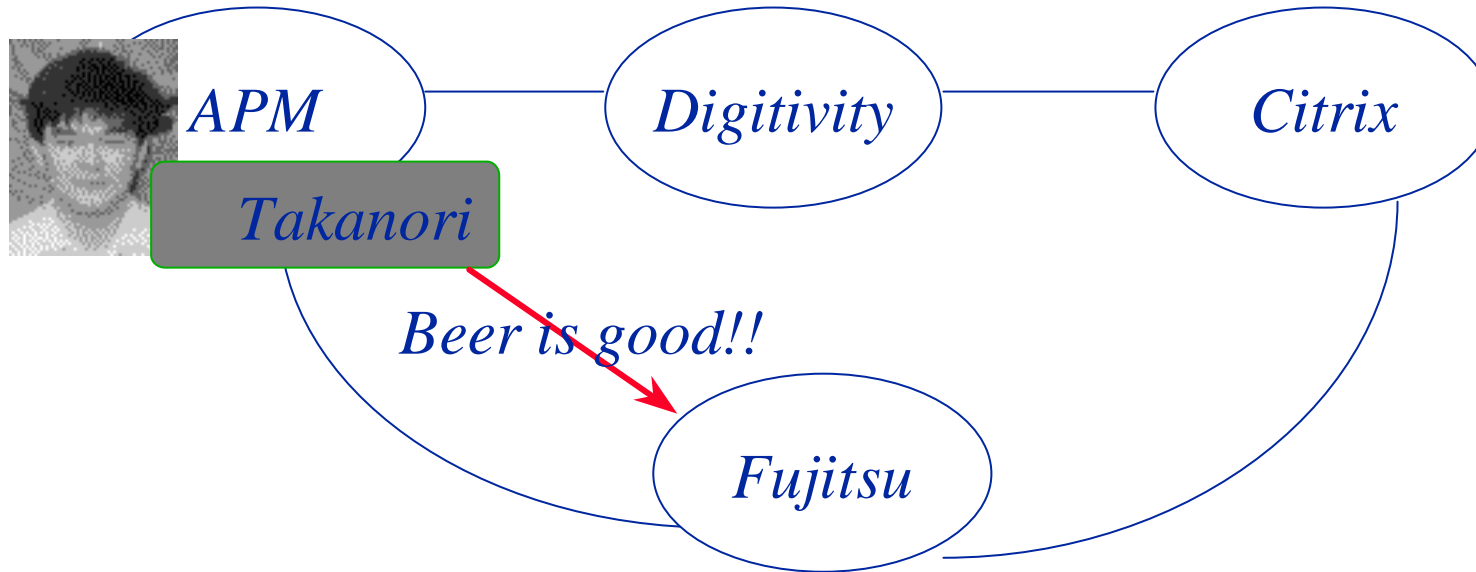 APM
Digitivity
Citrix
Takanori
Beer is good!!
Fujitsu